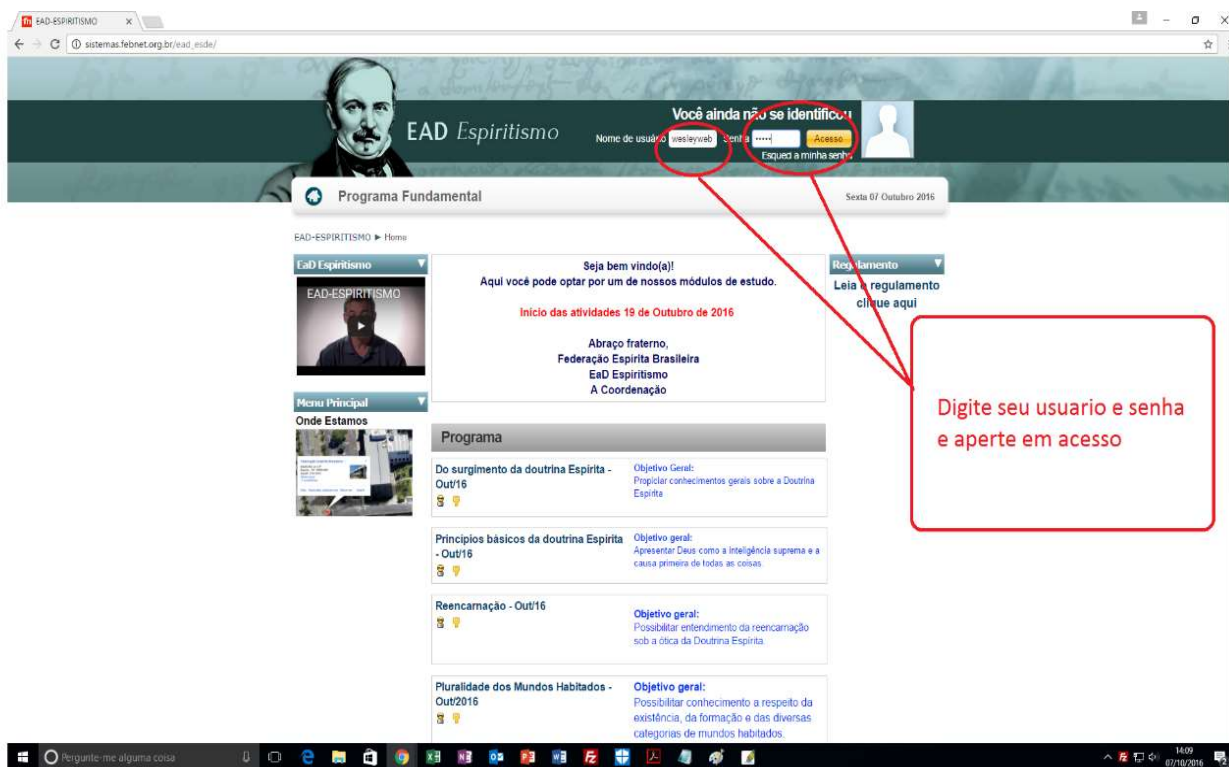 EAD-ESPIRITISMO
sistemas.febnet.org.br/ead_esde/
EAD Espiritismo
Você ainda não se identificou
Nome de usuário wesleyweb Senha ••••• Acesso
Esqueci a minha senha
Programa Fundamental
Sexta 07 Outubro 2016
EAD-ESPIRITISMO ► Home
EaD Espiritismo
EAD-ESPIRITISMO
Menu Principal
Onde Estamos
Seja bem vindo(a)!
Aqui você pode optar por um de nossos módulos de estudo.
Início das atividades 19 de Outubro de 2016
Abraço fraterno,
Federação Espírita Brasileira
EaD Espiritismo
A Coordenação
Regulamento
Leia o regulamento
clique aqui
Digite seu usuario e senha
e aperte em acesso
Programa
Do surgimento da doutrina Espírita -
Out/16
Objetivo Geral:
Propiciar conhecimentos gerais sobre a Doutrina
Espírita
Princípios básicos da doutrina Espírita
- Out/16
Objetivo geral:
Apresentar Deus como a inteligência suprema e a
causa primeira de todas as coisas
Reencarnação - Out/16
Objetivo geral:
Possibilitar entendimento da reencarnação
sob a ótica da Doutrina Espírita.
Pluralidade dos Mundos Habitados -
Out/2016
Objetivo geral:
Possibilitar conhecimento a respeito da
existência, da formação e das diversas
categorias de mundos habitados.
Pergunte-me alguma coisa
14:09
07/10/2016